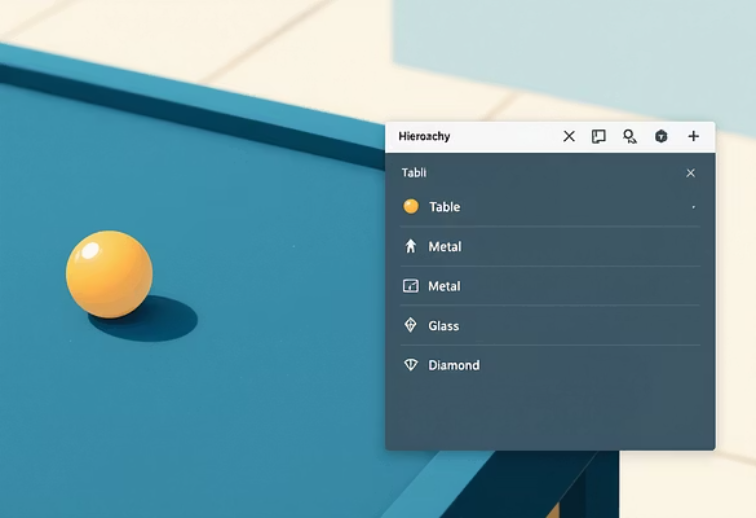 Hieroachy
Tabli
Table
Metal
Metal
Glass
Diamond